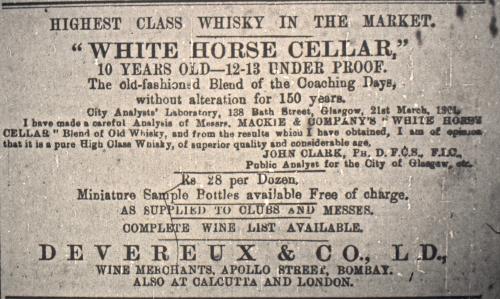 HIGHEST CLASS WHISKY IN THE MARKET.
"WHITE HORSE CELLAR,"
10 YEARS OLD—12-13 UNDER PROOF.
The old-fashioned Blend of the Coaching Days,
without alteration for 150 years.
City Analysts' Laboratory, 138 Bath Street, Glasgow, 21st March,
I have made a careful Analysis of Messrs. MACKIE & COMPANY'S "WHITE HORSE
CELLAR" Blend of Old Whisky, and from the results which I have obtained, I am of opinion
that it is a pure High Class Whisky, of superior quality and considerable age.
JOHN CLARK, PH. D. F.C.S., F.I.C.,
Public Analyst for the City of Glasgow, etc.
Rs 28 per Dozen.
Miniature Sample Bottles available Free of charge.
AS SUPPLIED TO CLUBS AND MESSES.
COMPLETE WINE LIST AVAILABLE.
DEVEREUX & CO., LD.,
WINE MERCHANTS, APOLLO STREET, BOMBAY.
ALSO AT CALCUTTA AND LONDON.